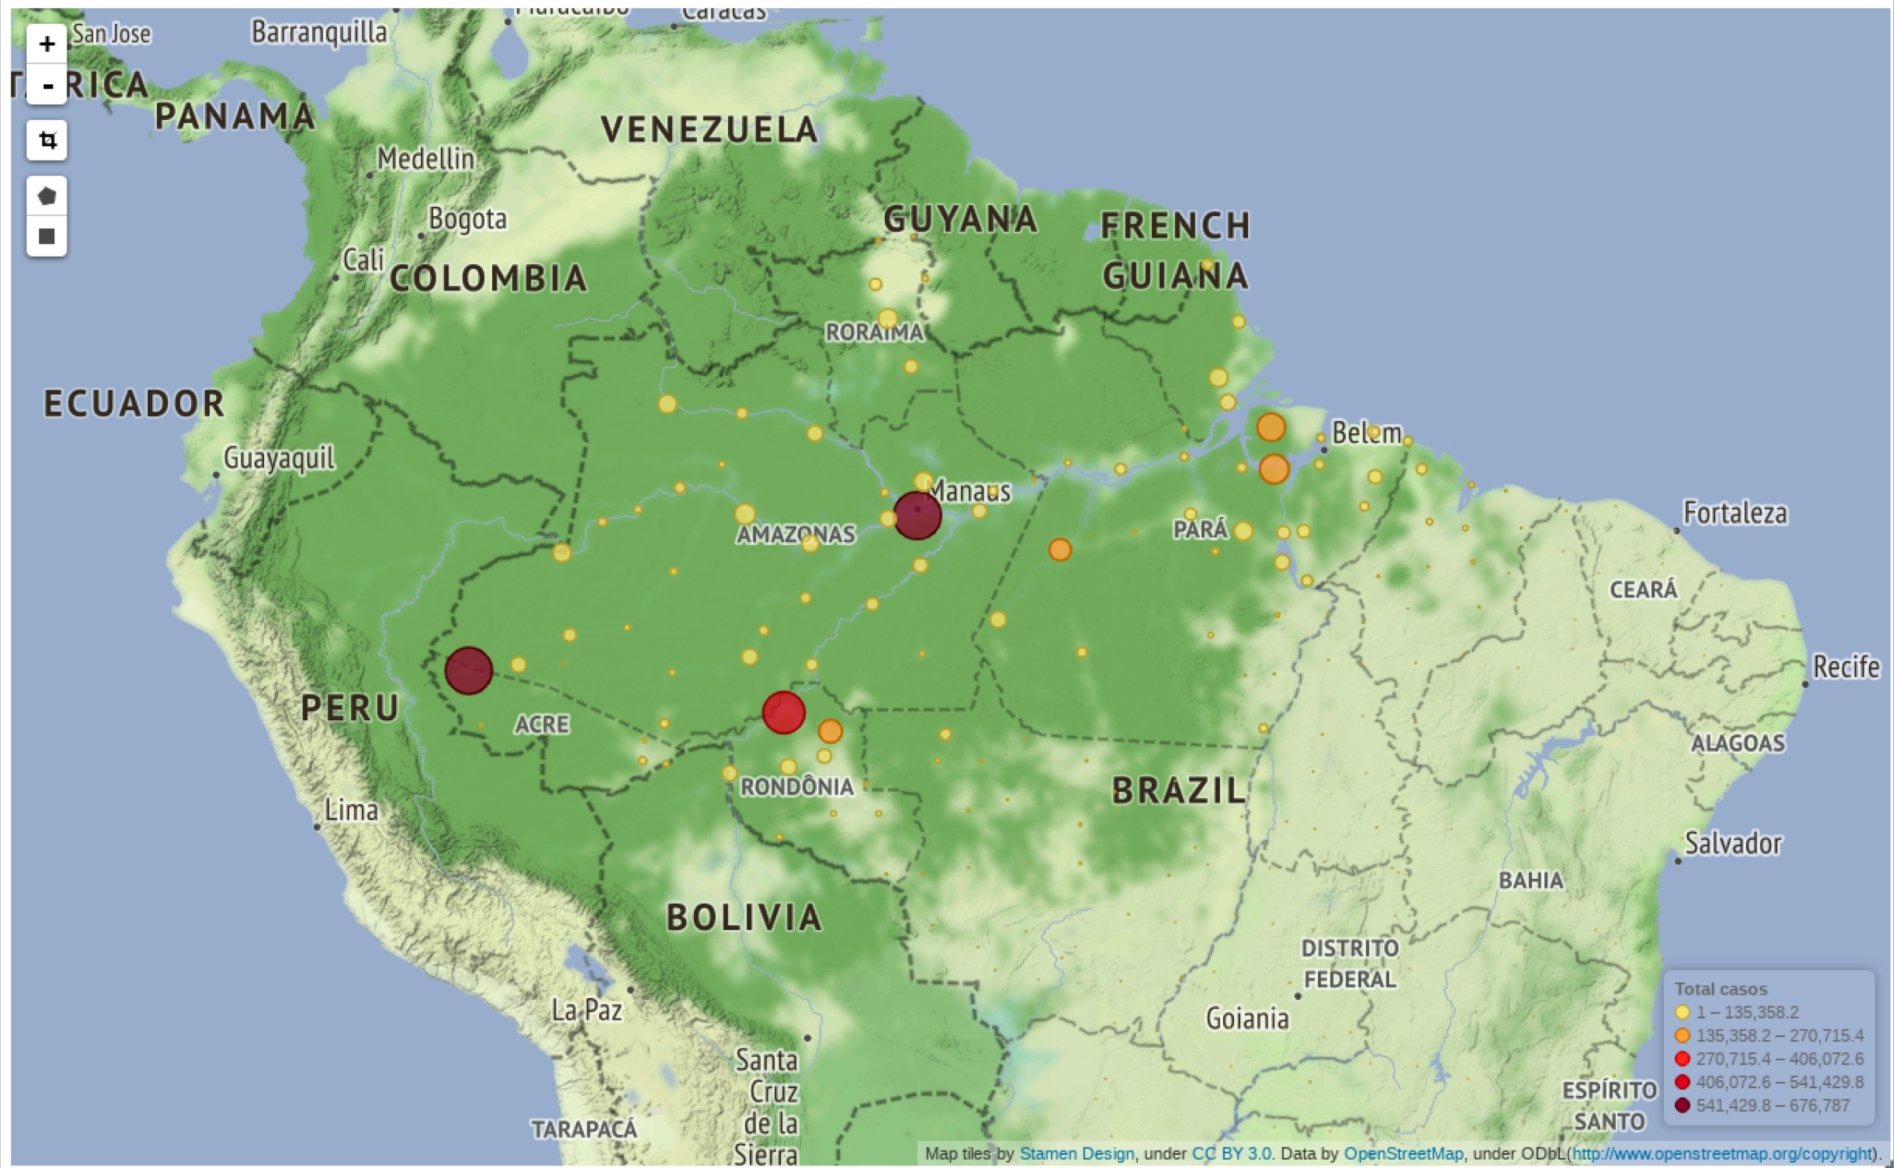 Maracaibo
Caracas
San Jose
Barranquilla
+
-
RICA
PANAMA
VENEZUELA
Medellin
Bogota
GUYANA
FRENCH
GUIANA
Cali
COLOMBIA
RORAIMA
ECUADOR
Belem
Guayaquil
Manaus
Fortaleza
AMAZONAS
PARÁ
CEARÁ
Recife
PERU
ACRE
ALAGOAS
RONDÔNIA
BRAZIL
Lima
Salvador
BAHIA
BOLIVIA
DISTRITO
FEDERAL
La Paz
Goiania
Santa
Cruz
de la
Sierra
ESPÍRITO
SANTO
TARAPACÁ
Total casos
1 – 135,358.2
135,358.2 – 270,715.4
270,715.4 – 406,072.6
406,072.6 – 541,429.8
541,429.8 – 676,787
Map tiles by Stamen Design, under CC BY 3.0. Data by OpenStreetMap, under ODbL(http://www.openstreetmap.org/copyright).